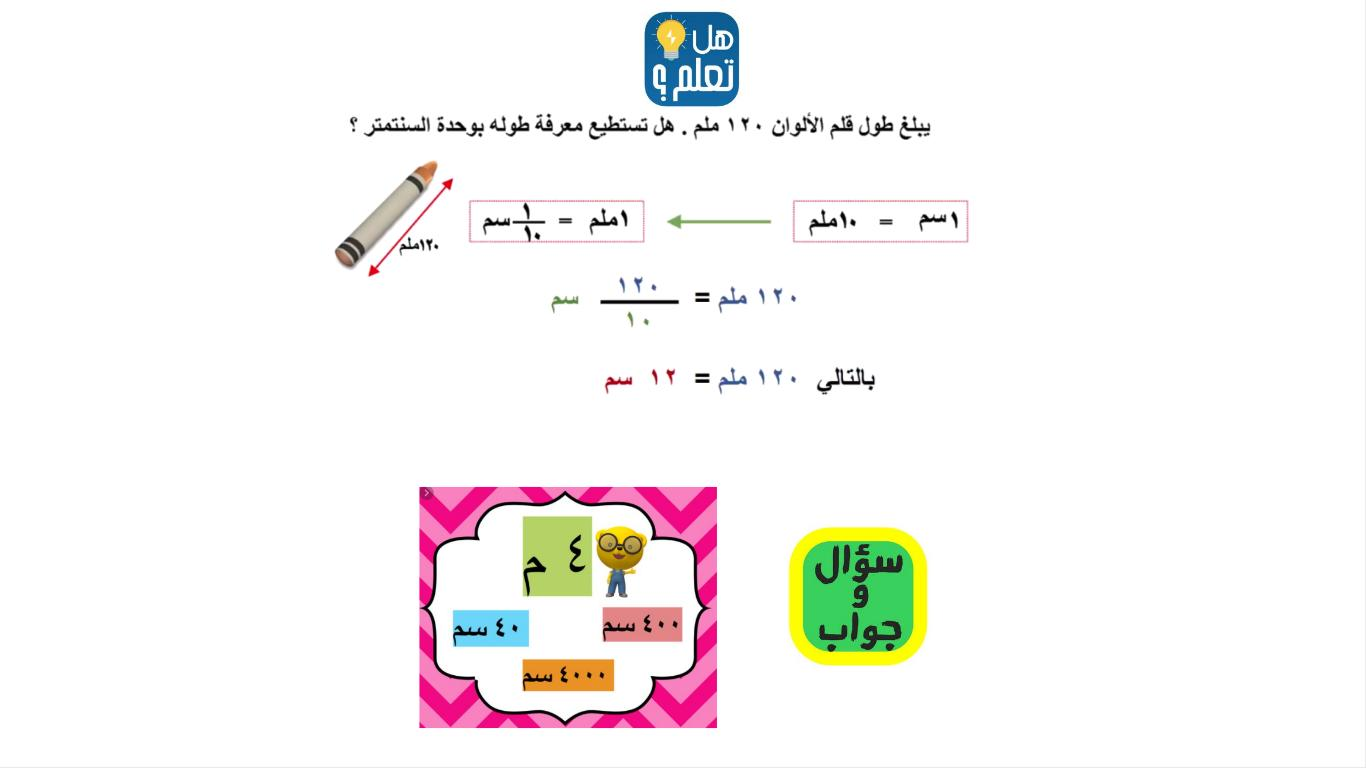 هل
تعلم ؟
يبلغ طول قلم الألوان ١٢٠ ملم . هل تستطيع معرفة طوله بوحدة السنتمتر ؟
١سم = ١٠ملم
١ملم = ١/١٠ سم
١٢٠ملم
١٢٠ ملم = ١٢٠/١٠ سم
بالتالي ١٢٠ ملم = ١٢ سم
٤ م
٤٠٠ سم
٤٠ سم
٤٠٠٠ سم
سؤال
و
جواب